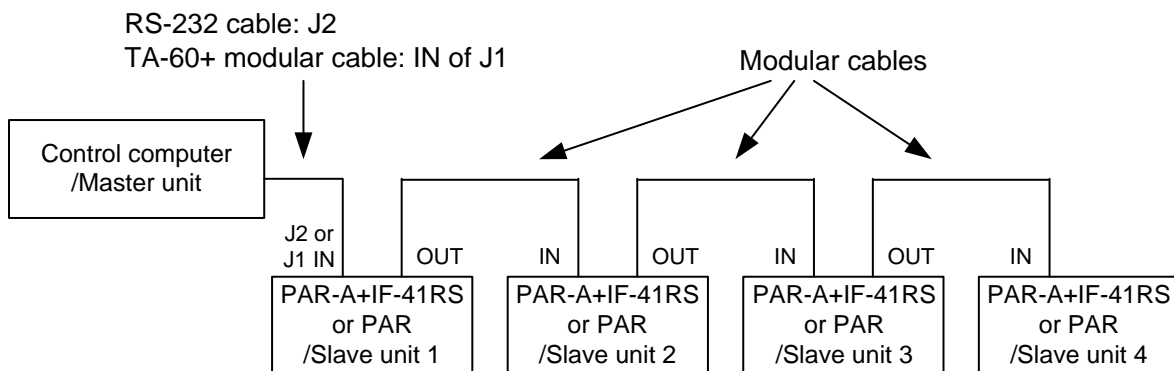 RS-232 cable: J2
TA-60+ modular cable: IN of J1
Modular cables
Control computer
/Master unit
J2 or
J1 IN
OUT
IN
OUT
IN
OUT
IN
PAR-A+IF-41RS
or PAR
/Slave unit 1
PAR-A+IF-41RS
or PAR
/Slave unit 2
PAR-A+IF-41RS
or PAR
/Slave unit 3
PAR-A+IF-41RS
or PAR
/Slave unit 4